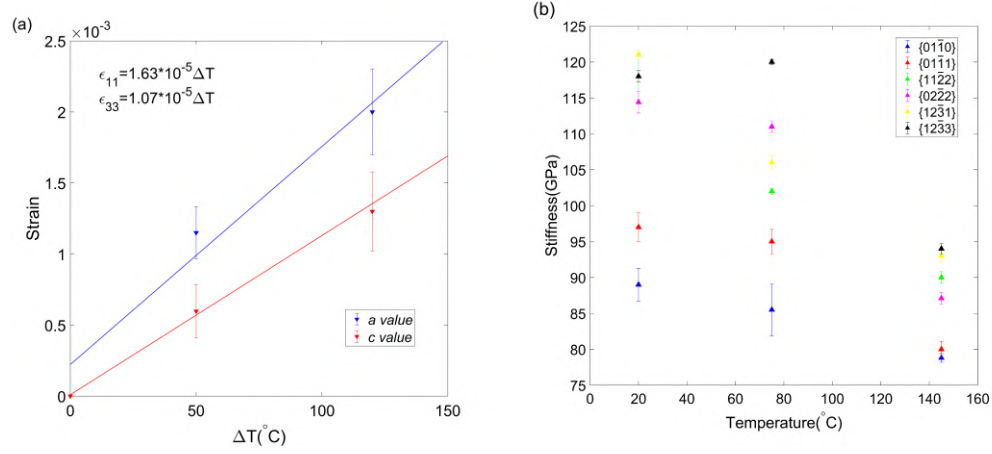 (a)
×10⁻³
2.5
2
1.5
1
0.5
0
Strain
ϵ₁₁=1.63*10⁻⁵ΔT
ϵ₃₃=1.07*10⁻⁵ΔT
a value
c value
0 50 100 150
ΔT(°C)
(b)
125
120
115
110
105
100
95
90
85
80
75
Stiffness(GPa)
{011̄0}
{011̄1}
{112̄2}
{022̄2}
{123̄1}
{123̄3}
0 20 40 60 80 100 120 140 160
Temperature(°C)